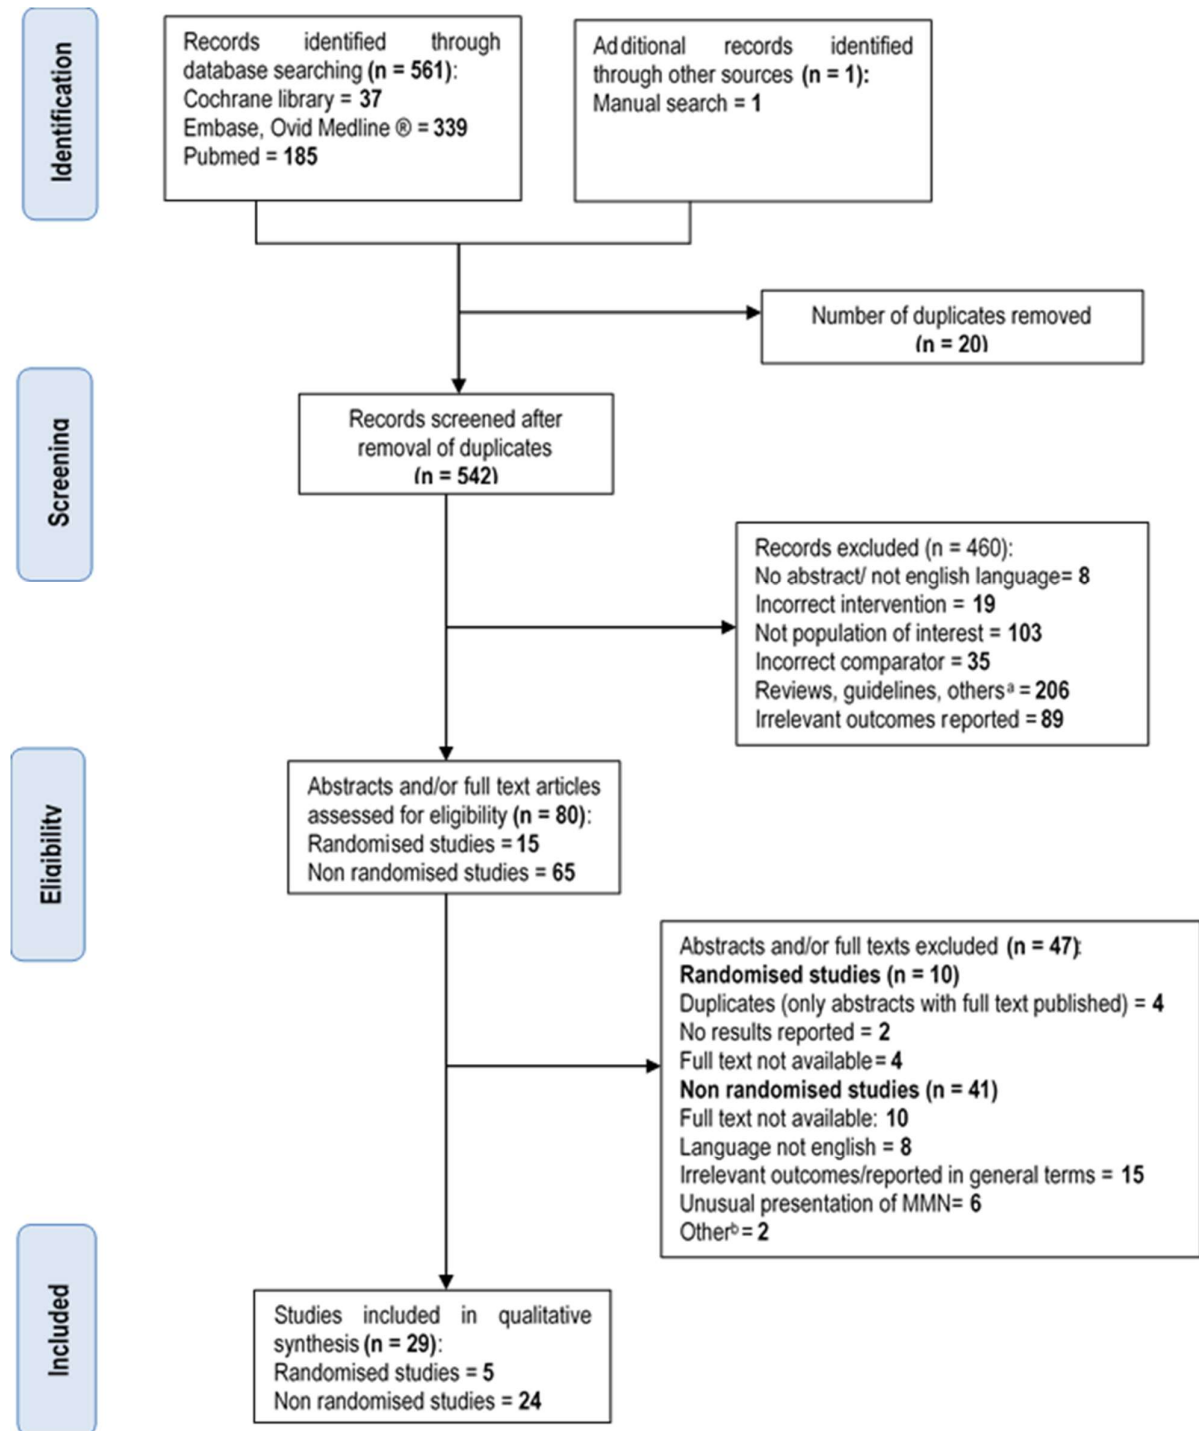 Identification
Records identified through
database searching (n = 561):
Cochrane library = 37
Embase, Ovid Medline ® = 339
Pubmed = 185
Additional records identified
through other sources (n = 1):
Manual search = 1
Number of duplicates removed
(n = 20)
Screening
Records screened after
removal of duplicates
(n = 542)
Records excluded (n = 460):
No abstract/ not english language= 8
Incorrect intervention = 19
Not population of interest = 103
Incorrect comparator = 35
Reviews, guidelines, othersᵃ = 206
Irrelevant outcomes reported = 89
Eligibility
Abstracts and/or full text articles
assessed for eligibility (n = 80):
Randomised studies = 15
Non randomised studies = 65
Abstracts and/or full texts excluded (n = 47):
Randomised studies (n = 10)
Duplicates (only abstracts with full text published) = 4
No results reported = 2
Full text not available = 4
Non randomised studies (n = 41)
Full text not available: 10
Language not english = 8
Irrelevant outcomes/reported in general terms = 15
Unusual presentation of MMN= 6
Otherᵇ = 2
Included
Studies included in qualitative
synthesis (n = 29):
Randomised studies = 5
Non randomised studies = 24